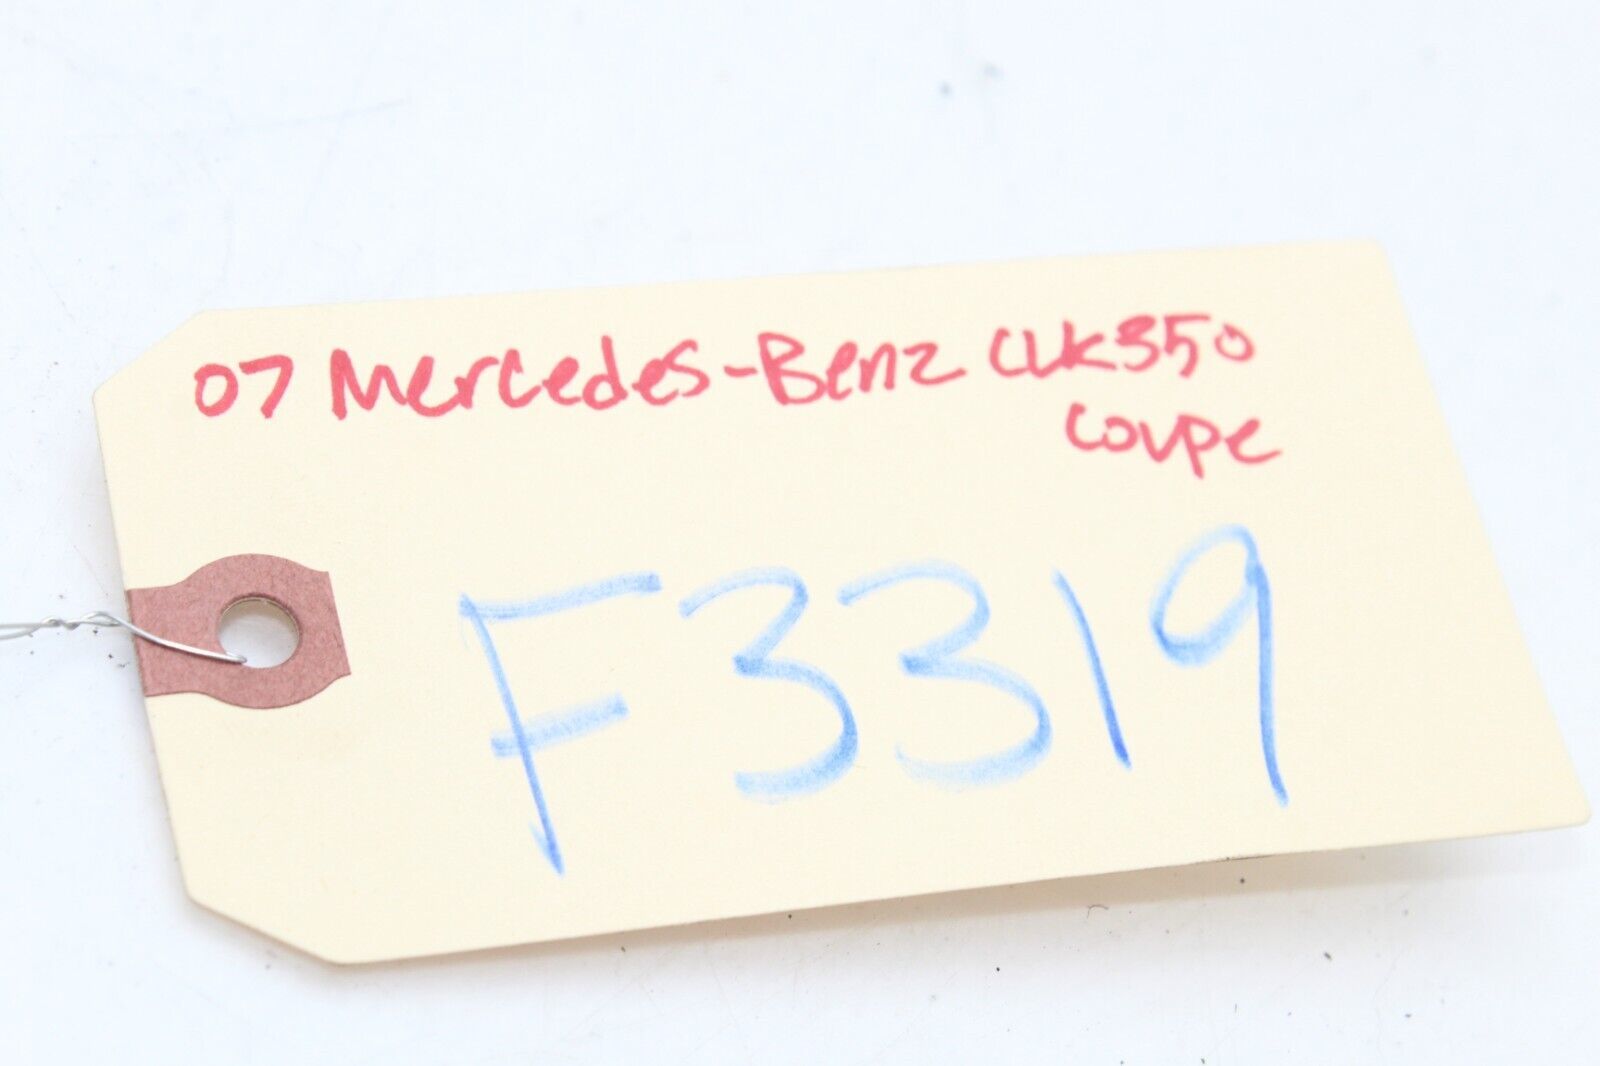 07 Mercedes-Benz CLK350
Coupe
F3319